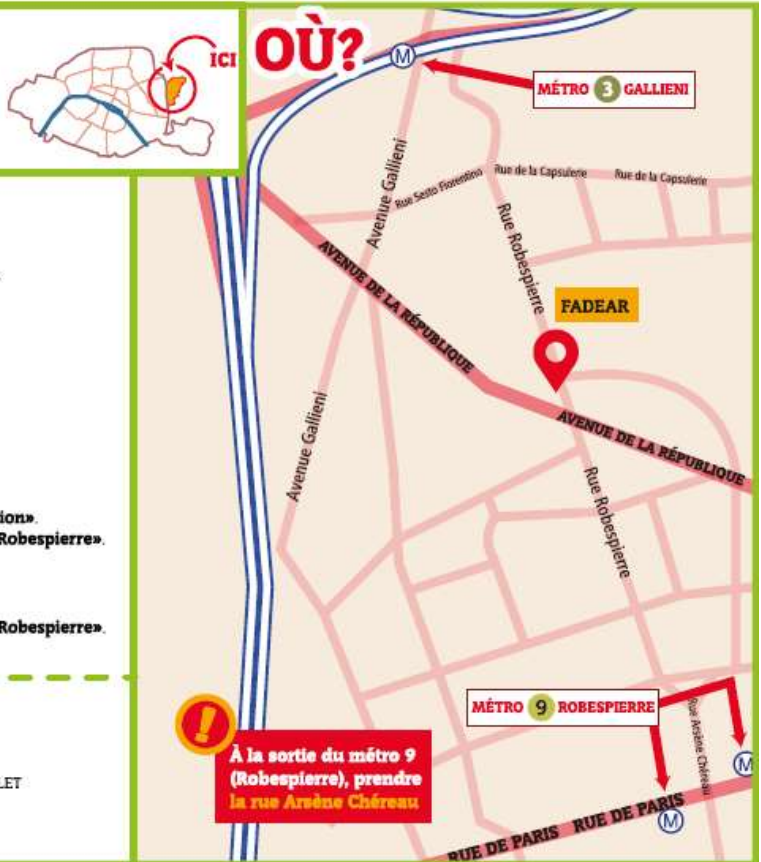 ICI
OÙ?
M
MÉTRO 3 GALLIENI
Avenue Gallieni
Rue Sesto Fiorentino
Rue de la Capsulerie
Rue de la Capsulerie
Rue Robespierre
AVENUE DE LA RÉPUBLIQUE
FADEAR
Avenue Gallieni
AVENUE DE LA RÉPUBLIQUE
Rue Robespierre
ion».
Robespierre».
Robespierre».
MÉTRO 9 ROBESPIERRE
Rue Arsène Chéreau
!
À la sortie du métro 9
(Robespierre), prendre
la rue Arsène Chéreau
LET
M
M
RUE DE PARIS RUE DE PARIS